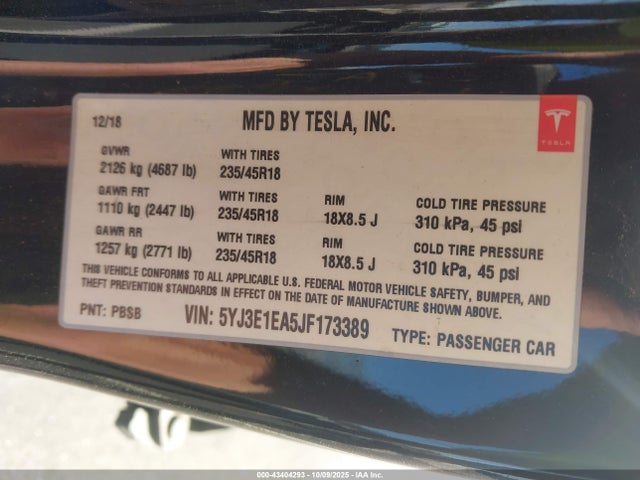 12/18 MFD BY TESLA, INC.
TESLA
GVWR WITH TIRES
2126 kg (4687 lb) 235/45R18
GAWR FRT WITH TIRES RIM COLD TIRE PRESSURE
1110 kg (2447 lb) 235/45R18 18X8.5 J 310 kPa, 45 psi
GAWR RR WITH TIRES RIM COLD TIRE PRESSURE
1257 kg (2771 lb) 235/45R18 18X8.5 J 310 kPa, 45 psi
THIS VEHICLE CONFORMS TO ALL APPLICABLE U.S. FEDERAL MOTOR VEHICLE SAFETY, BUMPER, AND
THEFT PREVENTION STANDARDS IN EFFECT ON THE DATE OF MANUFACTURE SHOWN ABOVE.
PNT: PBSB VIN: 5YJ3E1EA5JF173389 TYPE: PASSENGER CAR
000-43404293 - 10/09/2025 - IAA Inc.